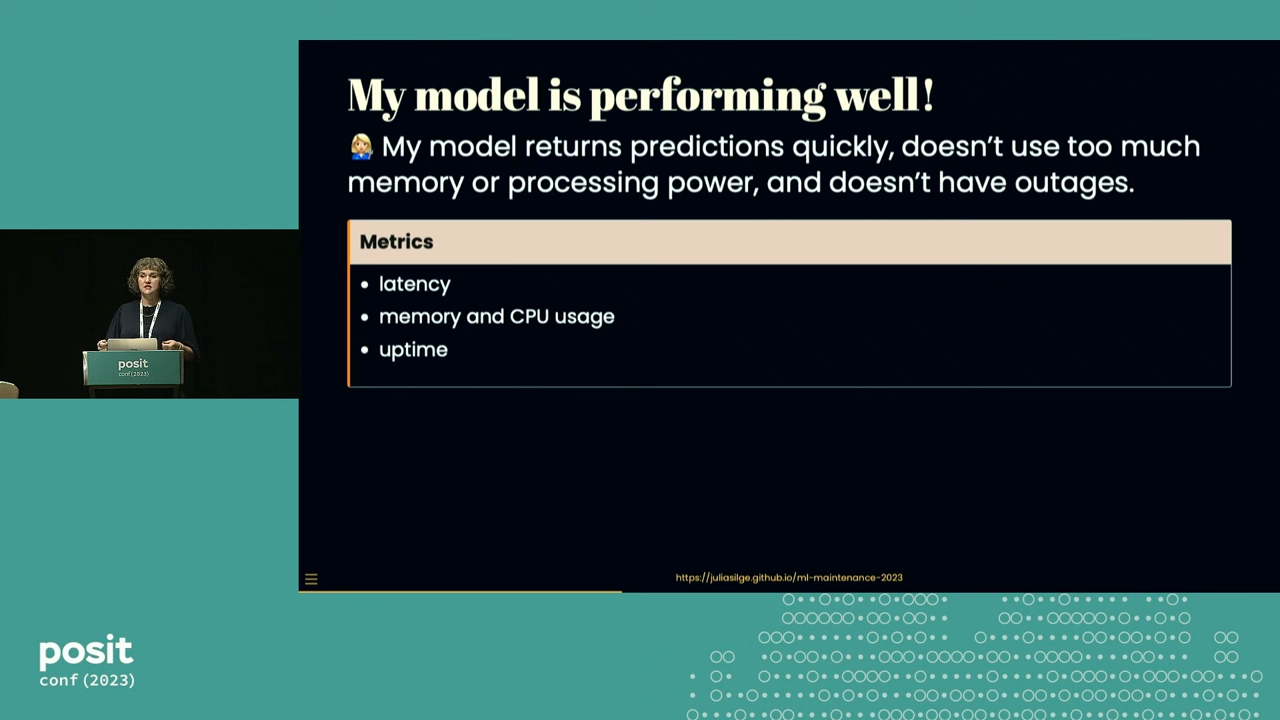 My model is performing well!
My model returns predictions quickly, doesn't use too much
memory or processing power, and doesn't have outages.
Metrics
• latency
• memory and CPU usage
• uptime
https://juliasilge.github.io/ml-maintenance-2023
posit
conf(2023)
posit
conf(2023)